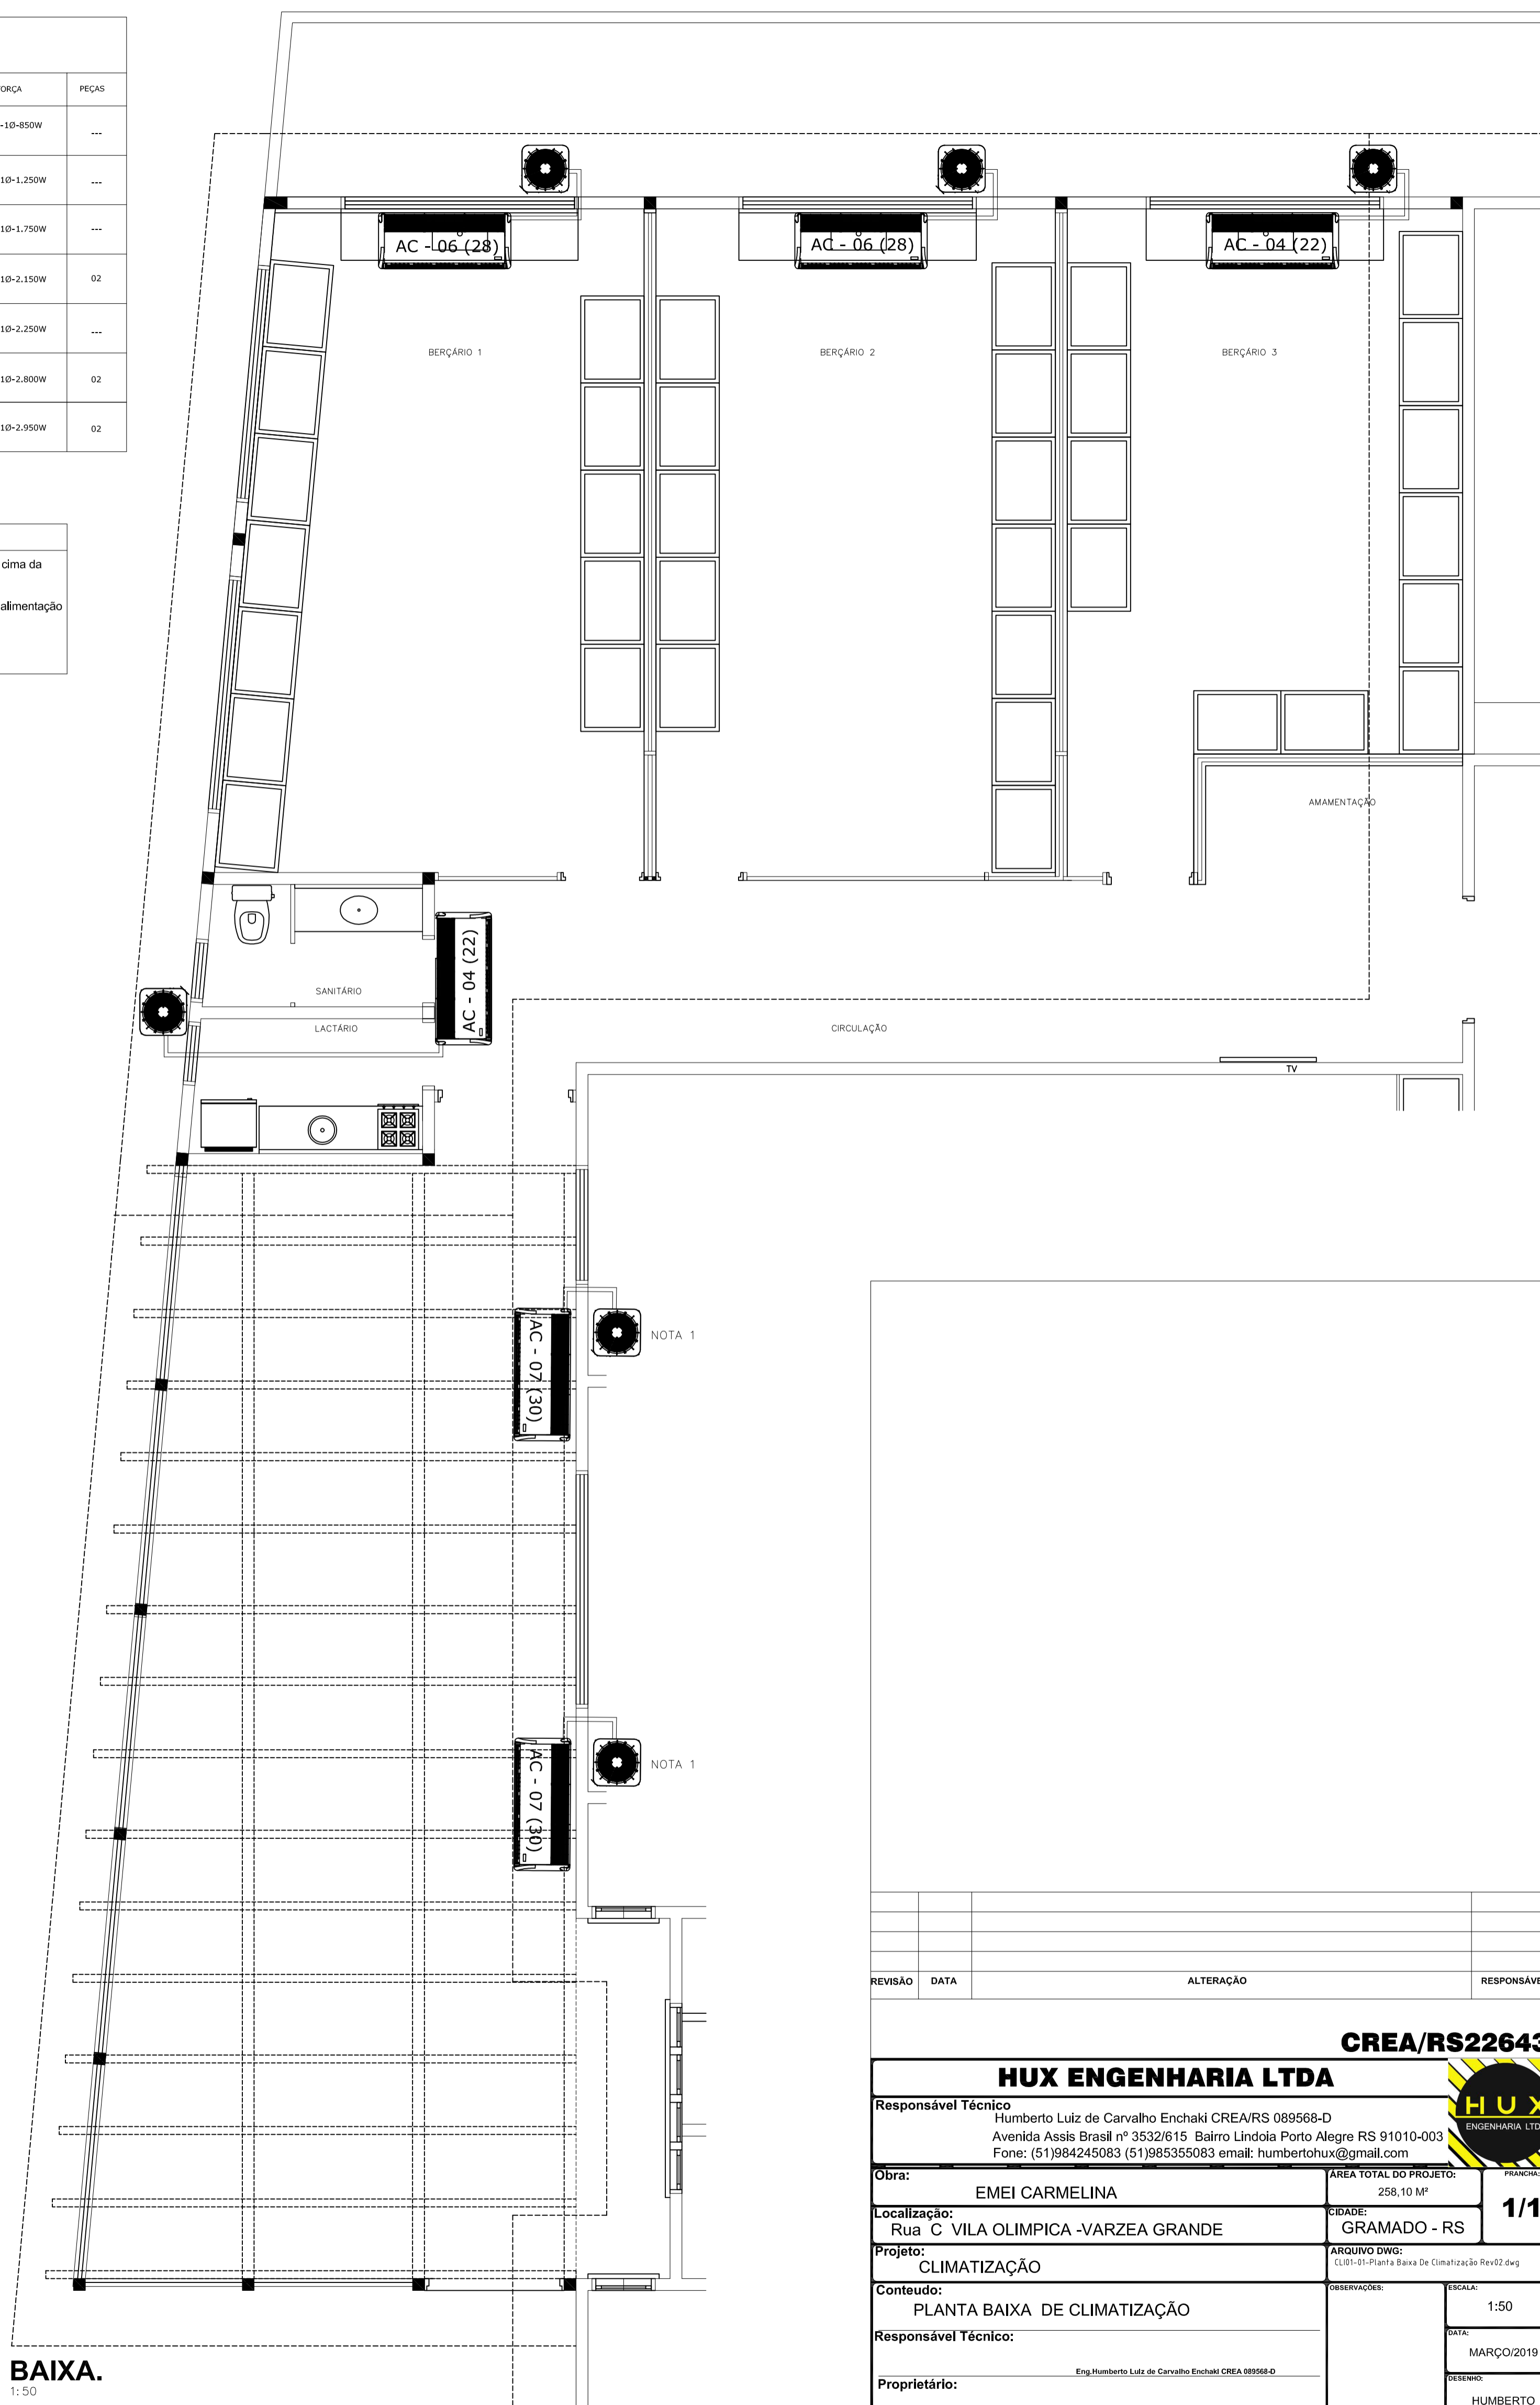 PEÇAS
-1Ø-850W ---
1Ø-1.250W ---
1Ø-1.750W ---
1Ø-2.150W 02
1Ø-2.250W ---
1Ø-2.800W 02
1Ø-2.950W 02
cima da
alimentação
AC - 06 (28)
AC - 06 (28)
AC - 04 (22)
BERÇÁRIO 1
BERÇÁRIO 2
BERÇÁRIO 3
AMAMENTAÇÃO
AC - 04 (22)
SANITÁRIO
LACTÁRIO
CIRCULAÇÃO
TV
AC - 07 (30)
NOTA 1
AC - 07 (30)
NOTA 1
BAIXA.
1:50
REVISÃO DATA ALTERAÇÃO RESPONSÁVE
CREA/RS22643
HUX ENGENHARIA LTDA
HUX
ENGENHARIA LTD
Responsável Técnico
Humberto Luiz de Carvalho Enchaki CREA/RS 089568-D
Avenida Assis Brasil nº 3532/615 Bairro Lindoia Porto Alegre RS 91010-003
Fone: (51)984245083 (51)985355083 email: humbertohux@gmail.com
Obra:
EMEI CARMELINA
ÁREA TOTAL DO PROJETO:
258,10 M²
PRANCHA:
1/1
Localização:
Rua C VILA OLIMPICA -VARZEA GRANDE
CIDADE:
GRAMADO - RS
Projeto:
CLIMATIZAÇÃO
ARQUIVO DWG:
CLI01-01-Planta Baixa De Climatização Rev02.dwg
Conteudo:
PLANTA BAIXA DE CLIMATIZAÇÃO
OBSERVAÇÕES:
ESCALA:
1:50
Responsável Técnico:
DATA:
MARÇO/2019
Eng.Humberto Luiz de Carvalho Enchaki CREA 089568-D
Proprietário:
DESENHO:
HUMBERTO